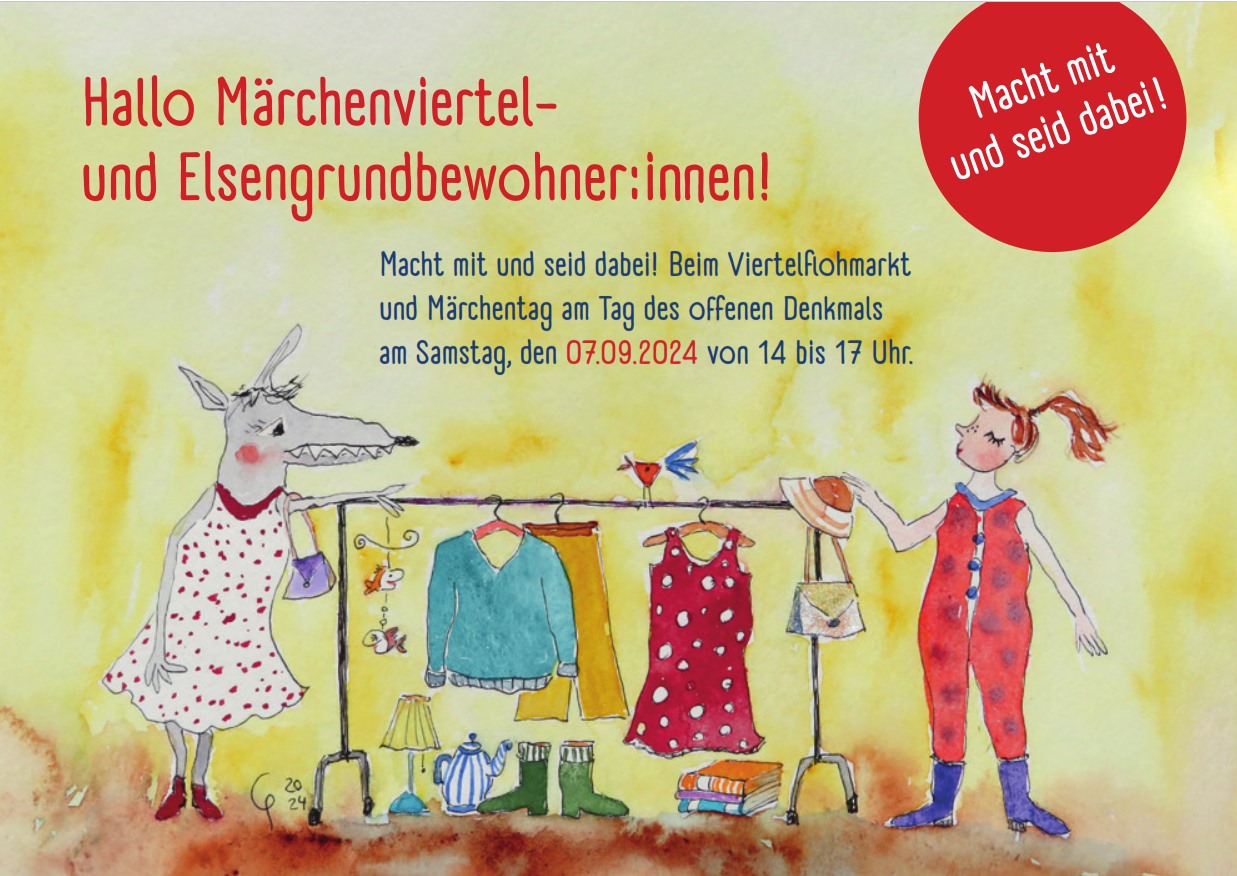 Hallo Märchenviertel-
und Elsengrundbewohner:innen!
Macht mit
und seid dabei!
Macht mit und seid dabei! Beim Viertelflohmarkt
und Märchentag am Tag des offenen Denkmals
am Samstag, den 07.09.2024 von 14 bis 17 Uhr.
20
24